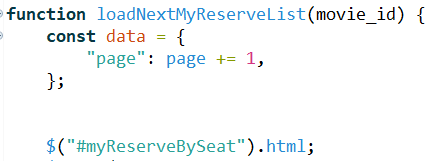 function loadNextMyReserveList(movie_id) {
const data = {
"page": page += 1,
};
$("#myReserveBySeat").html;